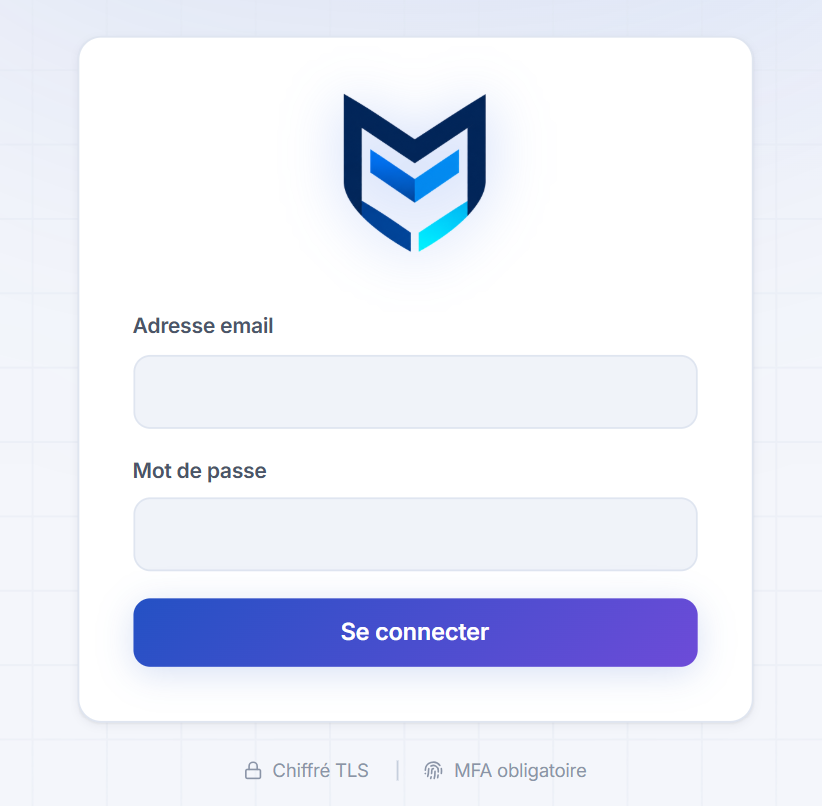 Adresse email
Mot de passe
Se connecter
Chiffré TLS | MFA obligatoire